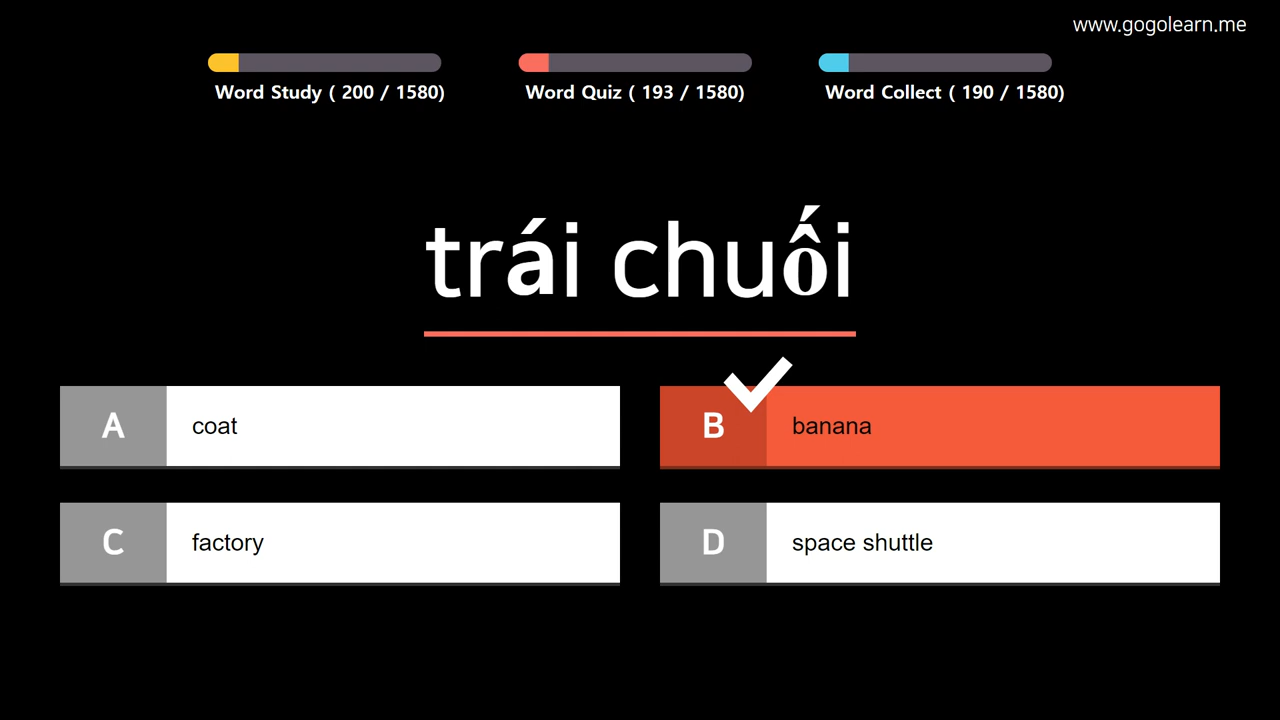 www.gogolearn.me
Word Study ( 200 / 1580)
Word Quiz ( 193 / 1580)
Word Collect ( 190 / 1580)
trái chuối
A coat
B banana
C factory
D space shuttle